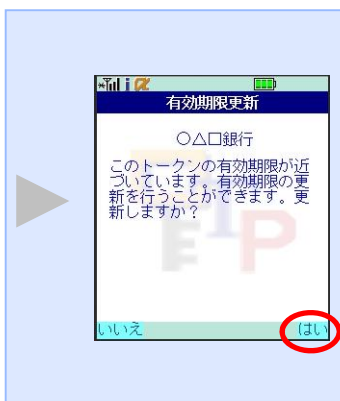 有効期限更新
○△□銀行
このトークンの有効期限が近
づいています。有効期限の更
新を行うことができます。更
新しますか？
いいえ はい